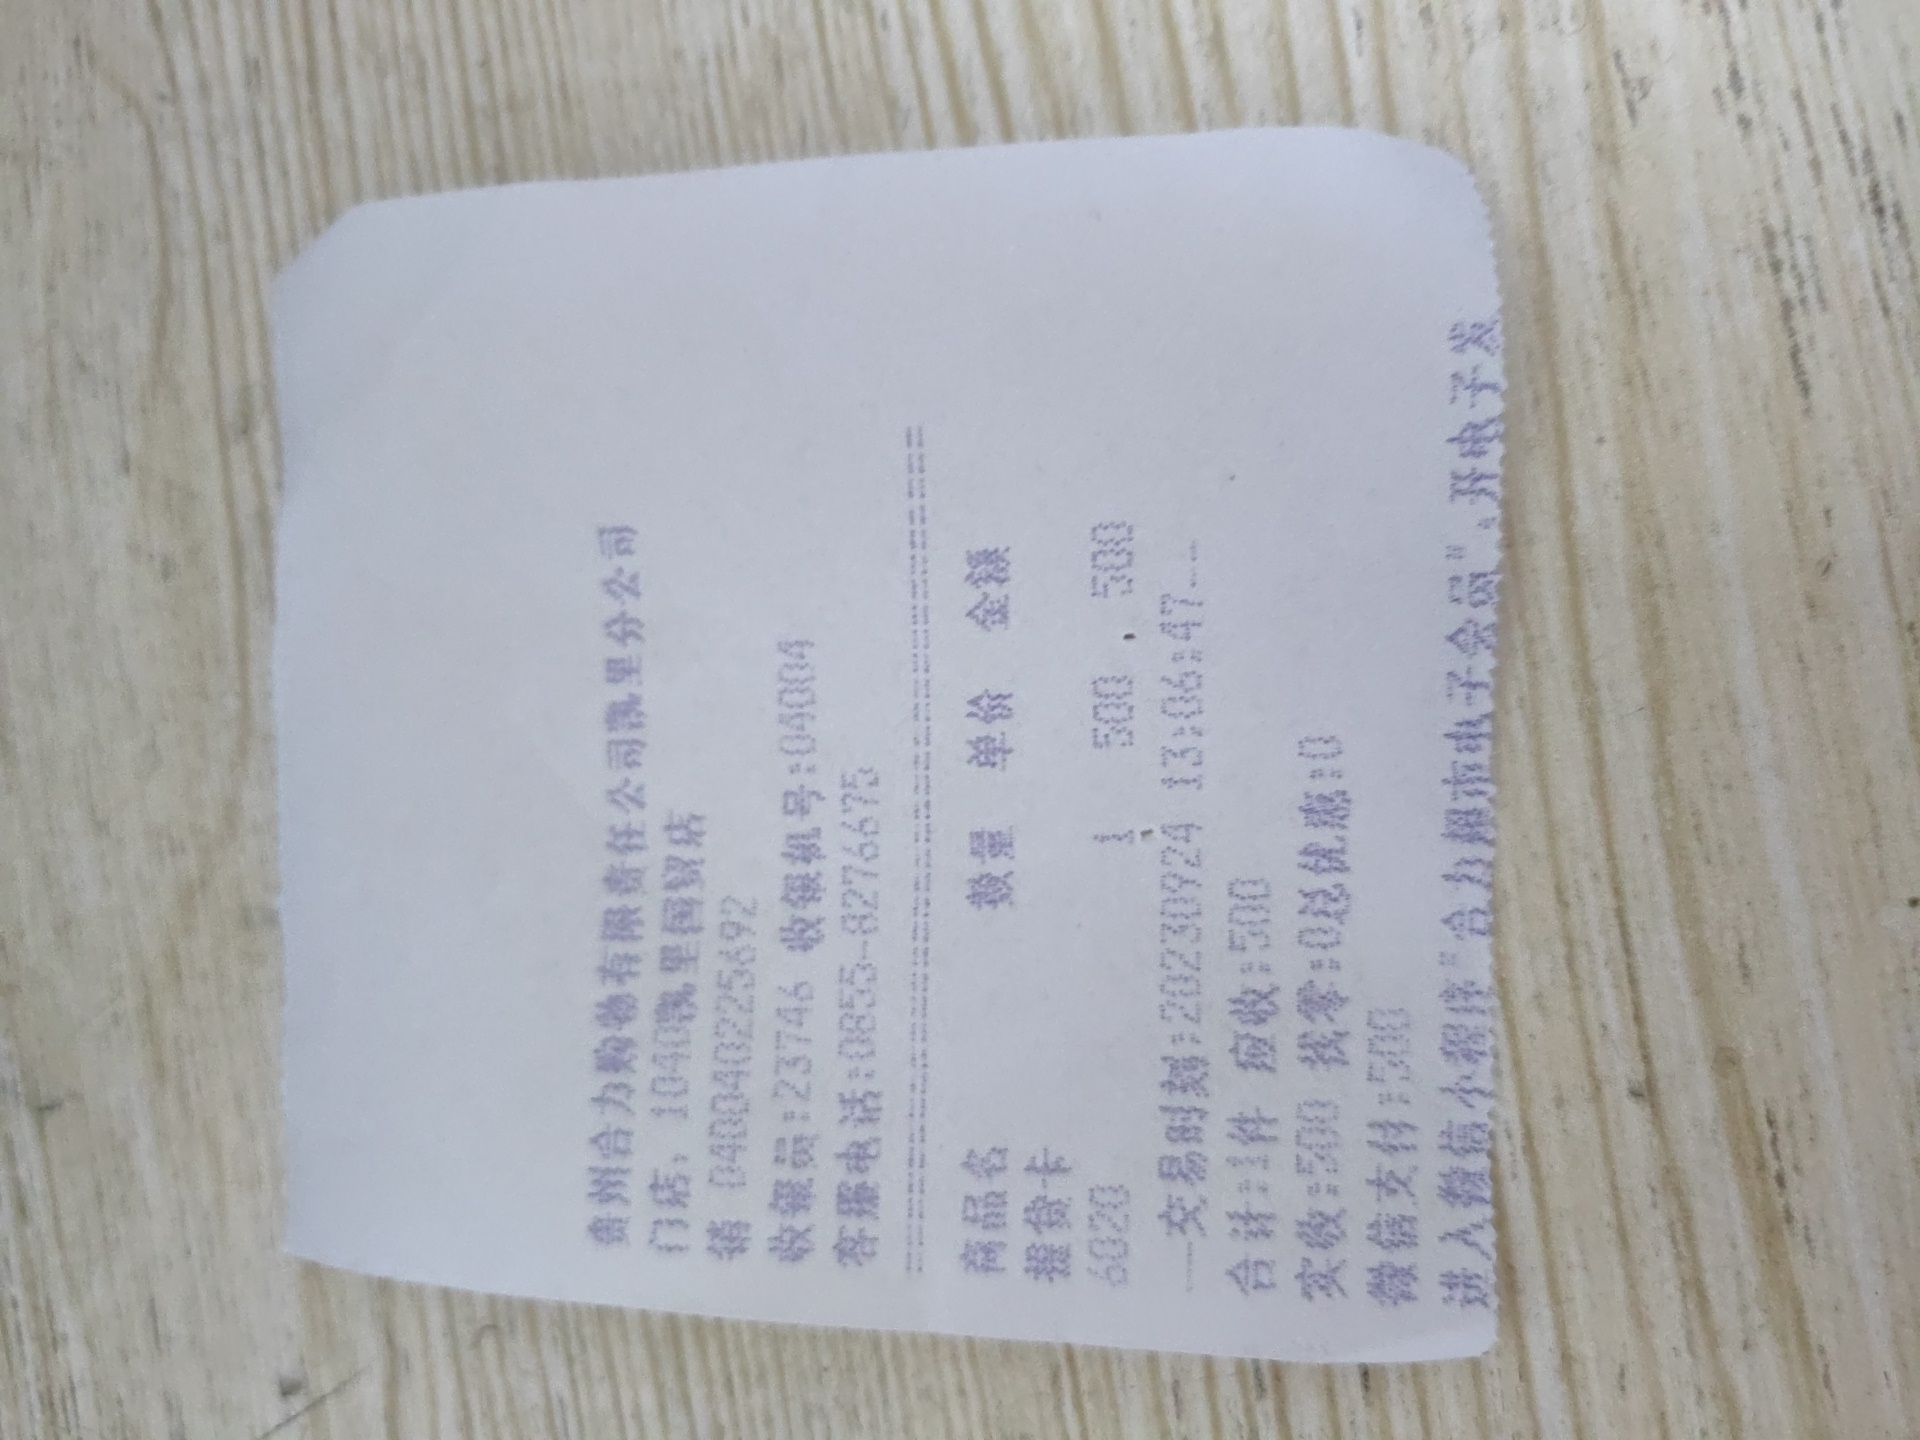 贵州合力购物有限责任公司凯里分公司
门店: 1040凯里国贸店
销 040040225692
收银员:23746 收银机号:04004
客服电话:0855-8276675
商品名 数量 单价 金额
提货卡
6020 1 500 500
---交易时刻:20230924 13:06:47---
合计:1件 应收:500
实收:500 找零:0总优惠:0
微信支付:500
进入微信小程序"合力超市电子会员",开电子发